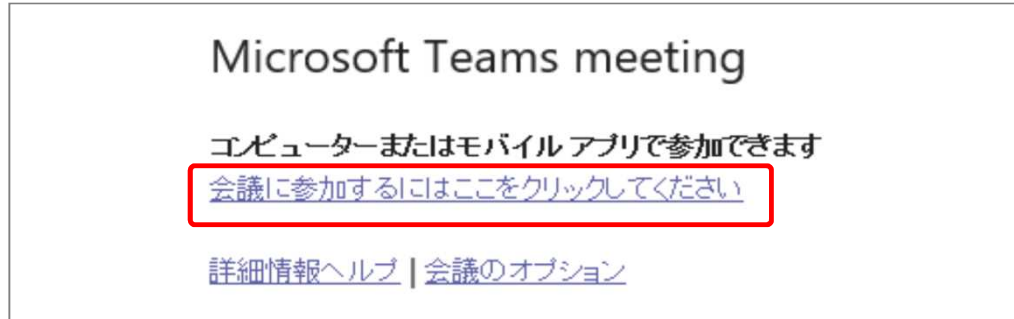 Microsoft Teams meeting
コンピューターまたはモバイル アプリで参加できます
会議に参加するにはここをクリックしてください
詳細情報ヘルプ | 会議のオプション